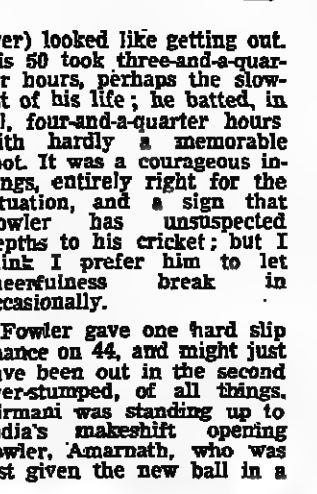 er) looked like getting out.
is 50 took three-and-a-quar-
r hours, perhaps the slow-
t of his life; he batted, in
l, four-and-a-quarter hours
ith hardly a memorable
ot. It was a courageous in-
ngs, entirely right for the
tuation, and a sign that
owler has unsuspected
epths to his cricket; but I
ink I prefer him to let
eerfulness break in
ccasionally.
Fowler gave one hard slip
ance on 44, and might just
ave been out in the second
er-stumped, of all things.
irmani was standing up to
dia's makeshift opening
owler, Amarnath, who was
st given the new ball in a